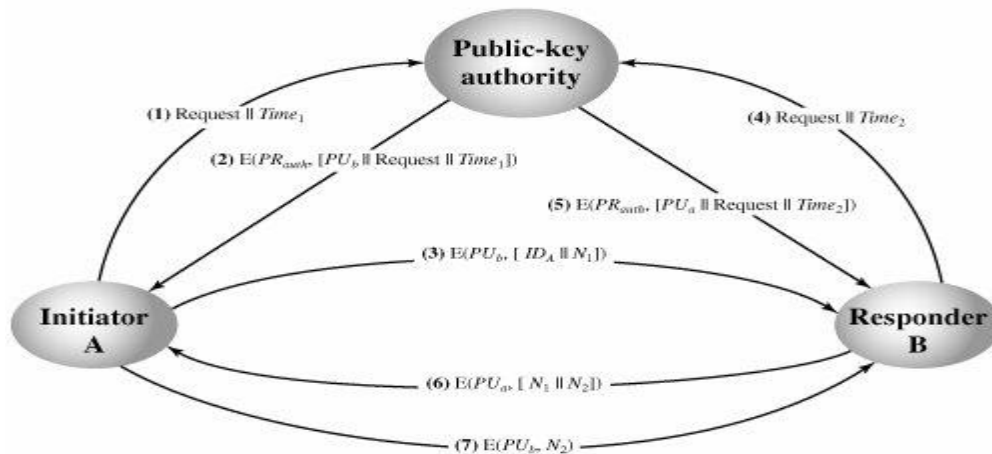 Public-key
authority
(1) Request || Time₁
(4) Request || Time₂
(2) E(PR_auth, [PU_b || Request || Time₁])
(5) E(PR_auth, [PU_a || Request || Time₂])
(3) E(PU_b, [ ID_A || N₁])
Initiator
A
Responder
B
(6) E(PU_a, [ N₁ || N₂])
(7) E(PU_b, N₂)